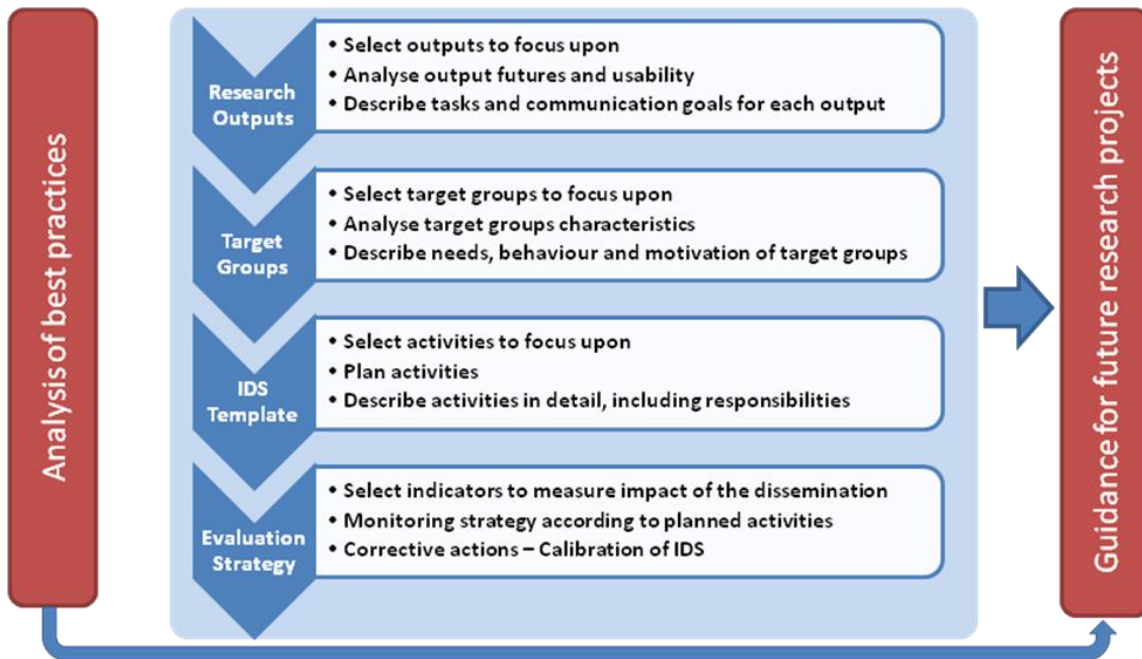 Analysis of best practices
Research
Outputs
• Select outputs to focus upon
• Analyse output futures and usability
• Describe tasks and communication goals for each output
Target
Groups
• Select target groups to focus upon
• Analyse target groups characteristics
• Describe needs, behaviour and motivation of target groups
IDS
Template
• Select activities to focus upon
• Plan activities
• Describe activities in detail, including responsibilities
Evaluation
Strategy
• Select indicators to measure impact of the dissemination
• Monitoring strategy according to planned activities
• Corrective actions – Calibration of IDS
Guidance for future research projects